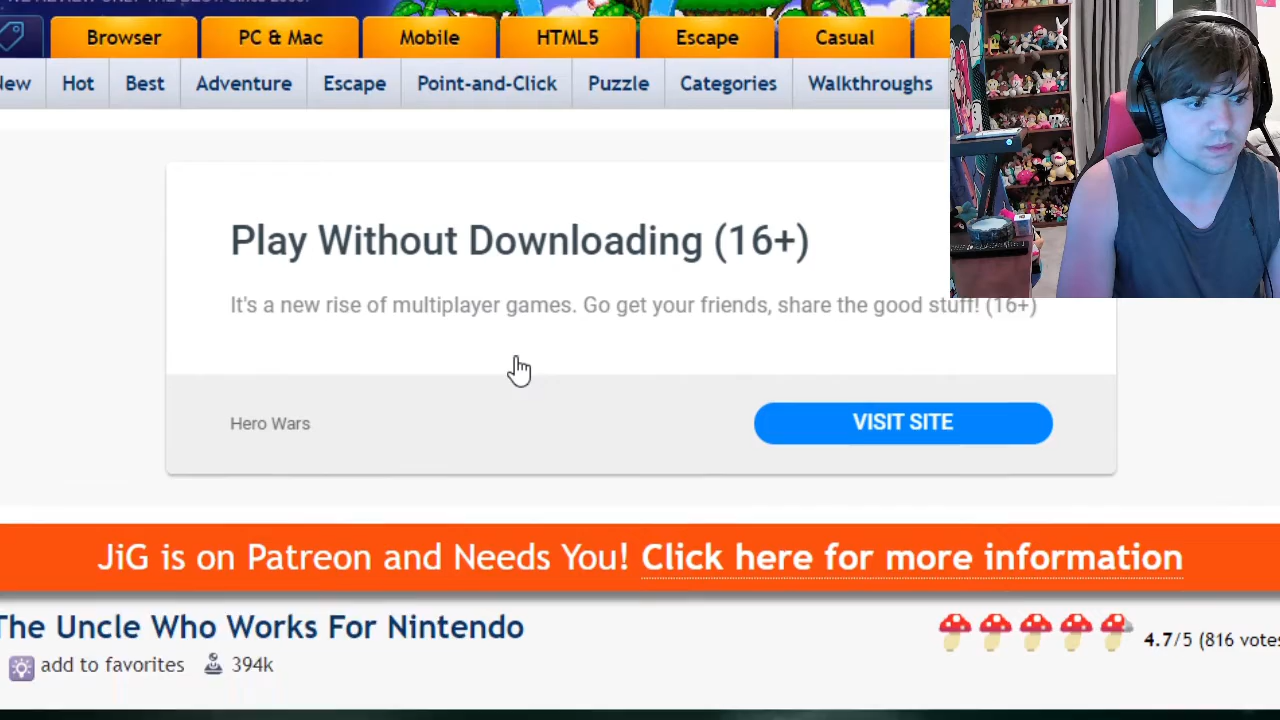 Browser PC & Mac Mobile HTML5 Escape Casual
New Hot Best Adventure Escape Point-and-Click Puzzle Categories Walkthroughs
Play Without Downloading (16+)
It's a new rise of multiplayer games. Go get your friends, share the good stuff! (16+)
Hero Wars VISIT SITE
JiG is on Patreon and Needs You! Click here for more information
The Uncle Who Works For Nintendo
4.7/5 (816 votes
add to favorites 394k